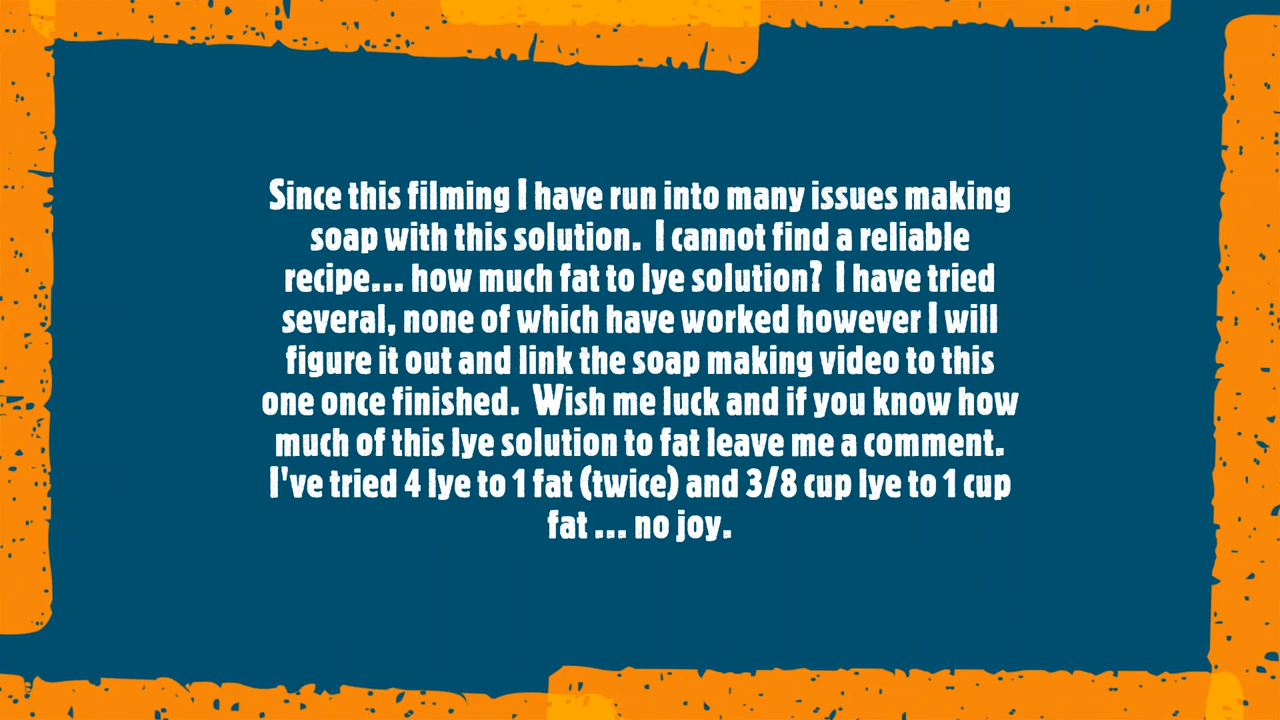 Since this filming I have run into many issues making
soap with this solution.  I cannot find a reliable
recipe... how much fat to lye solution?  I have tried
several, none of which have worked however I will
figure it out and link the soap making video to this
one once finished.  Wish me luck and if you know how
much of this lye solution to fat leave me a comment.
I've tried 4 lye to 1 fat (twice) and 3/8 cup lye to 1 cup
fat ... no joy.